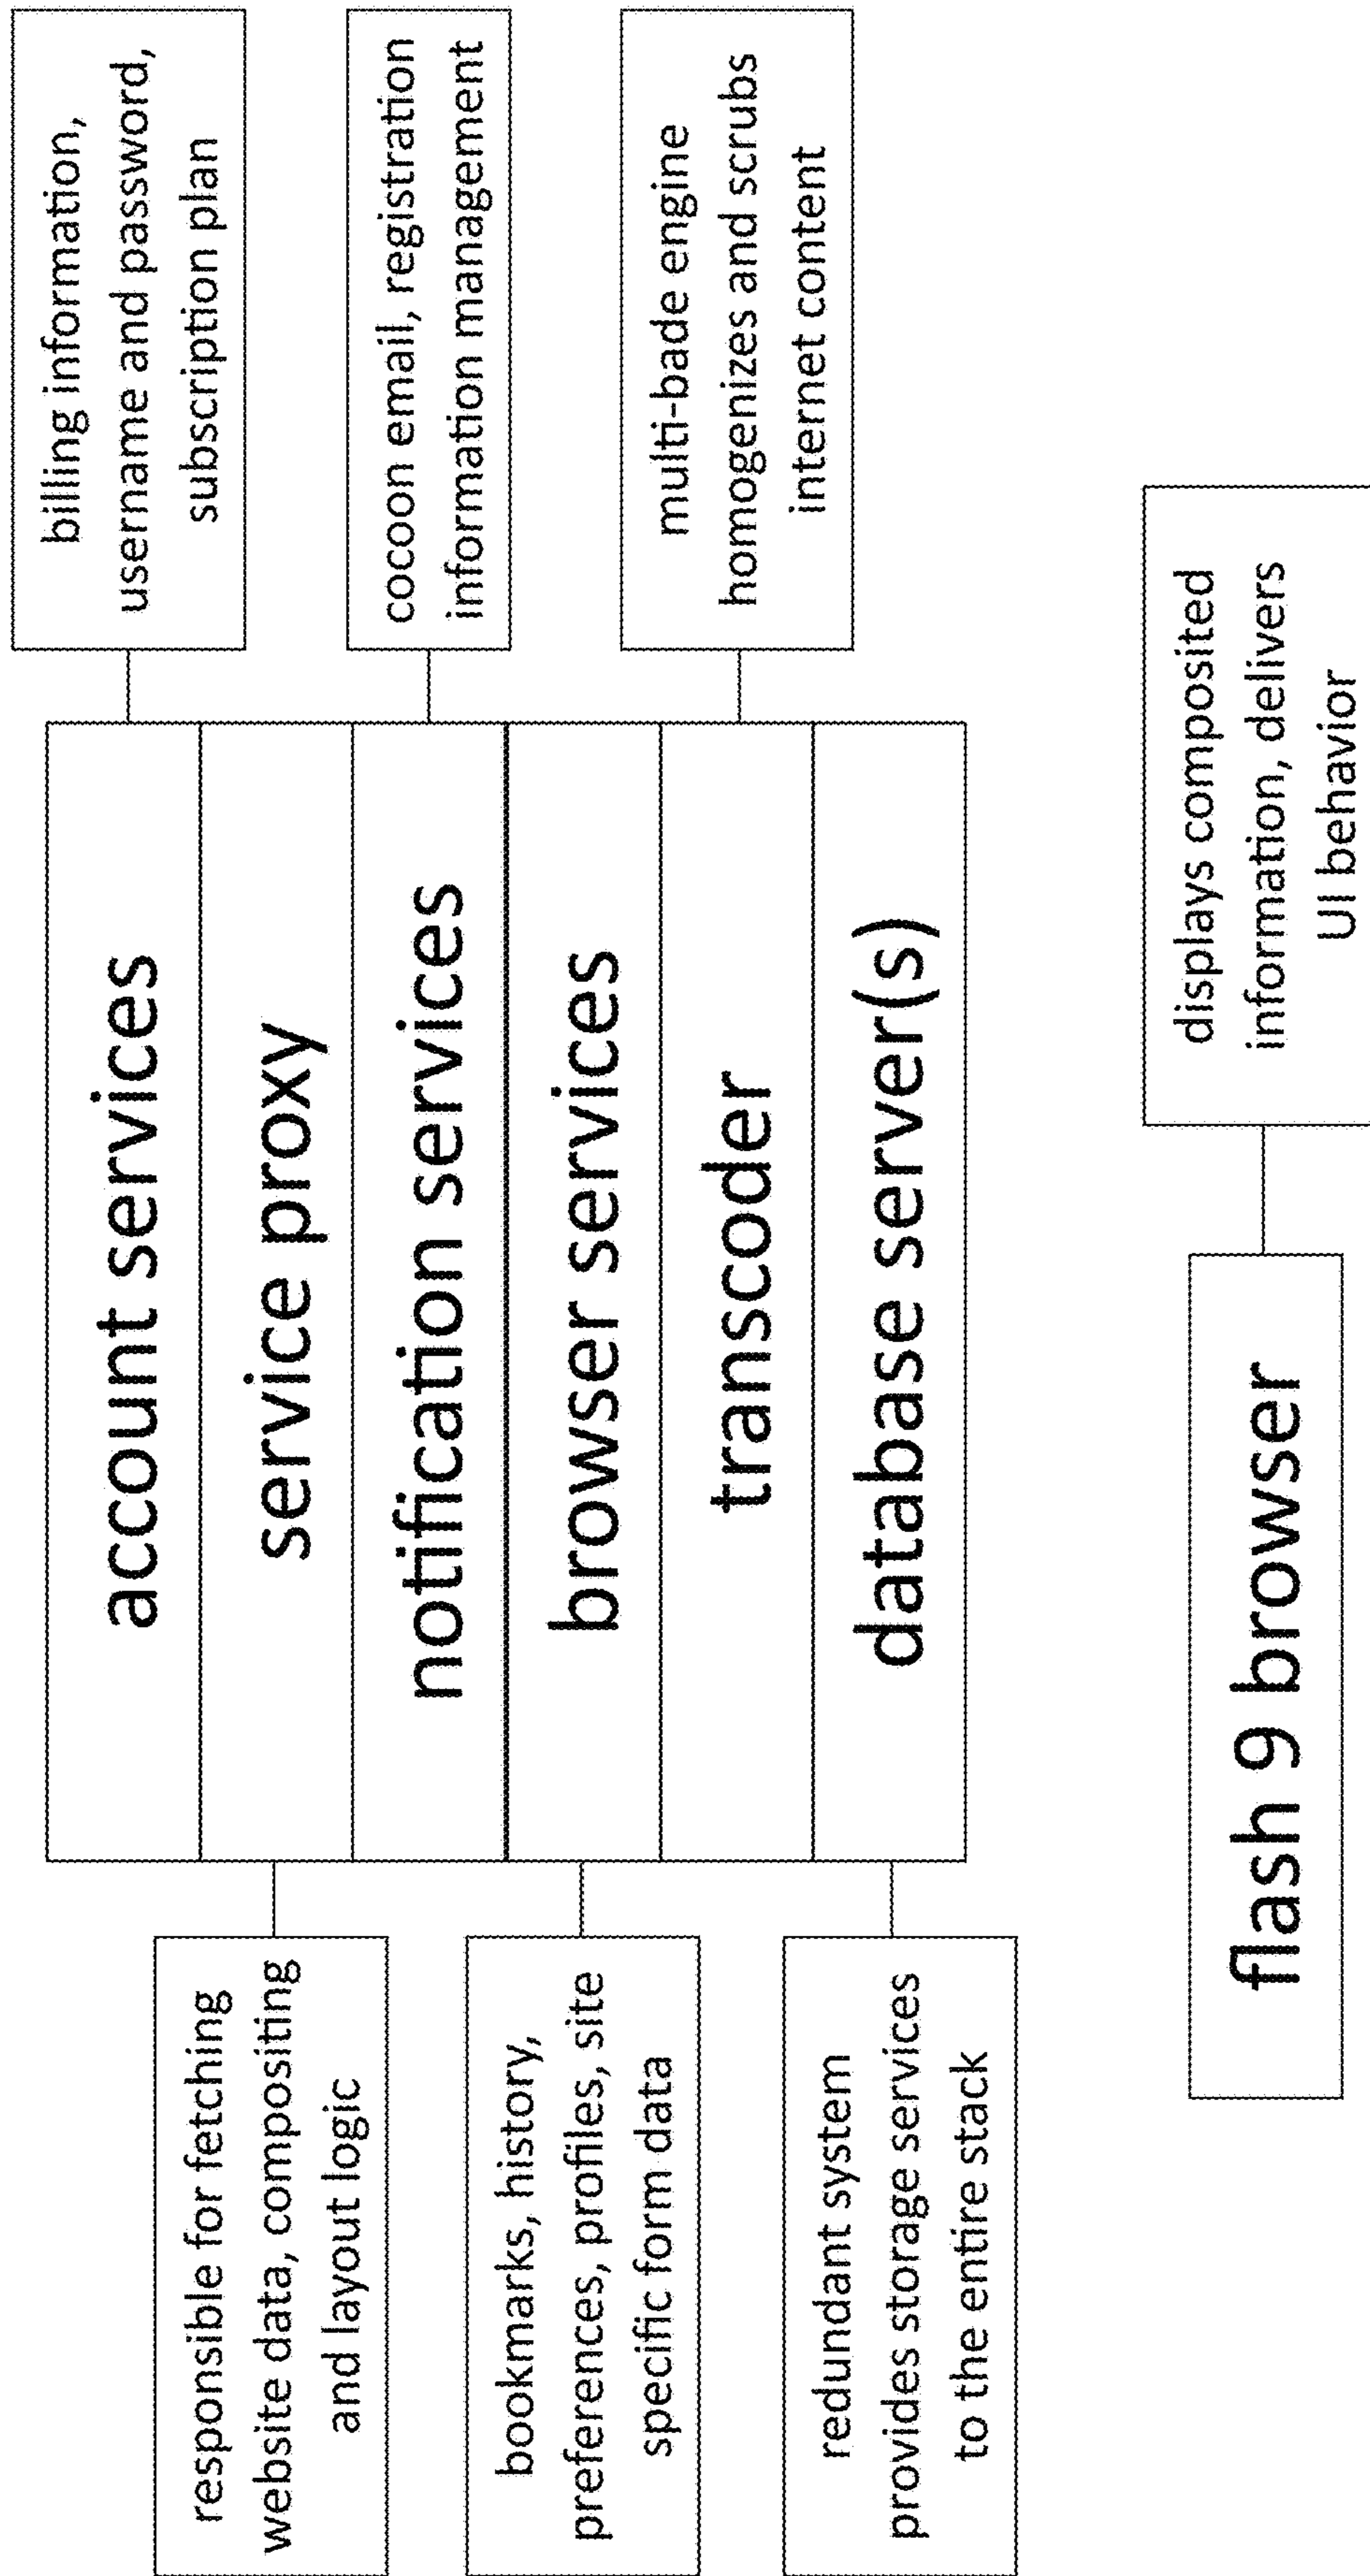 account services
service proxy
notification services
browser services
transcoder
database server(s)
billing information,
username and password,
subscription plan
cocoon email, registration
information management
multi-bade engine
homogenizes and scrubs
internet content
responsible for fetching
website data, compositing
and layout logic
bookmarks, history,
preferences, profiles, site
specific form data
redundant system
provides storage services
to the entire stack
flash 9 browser
displays composited
information, delivers
UI behavior